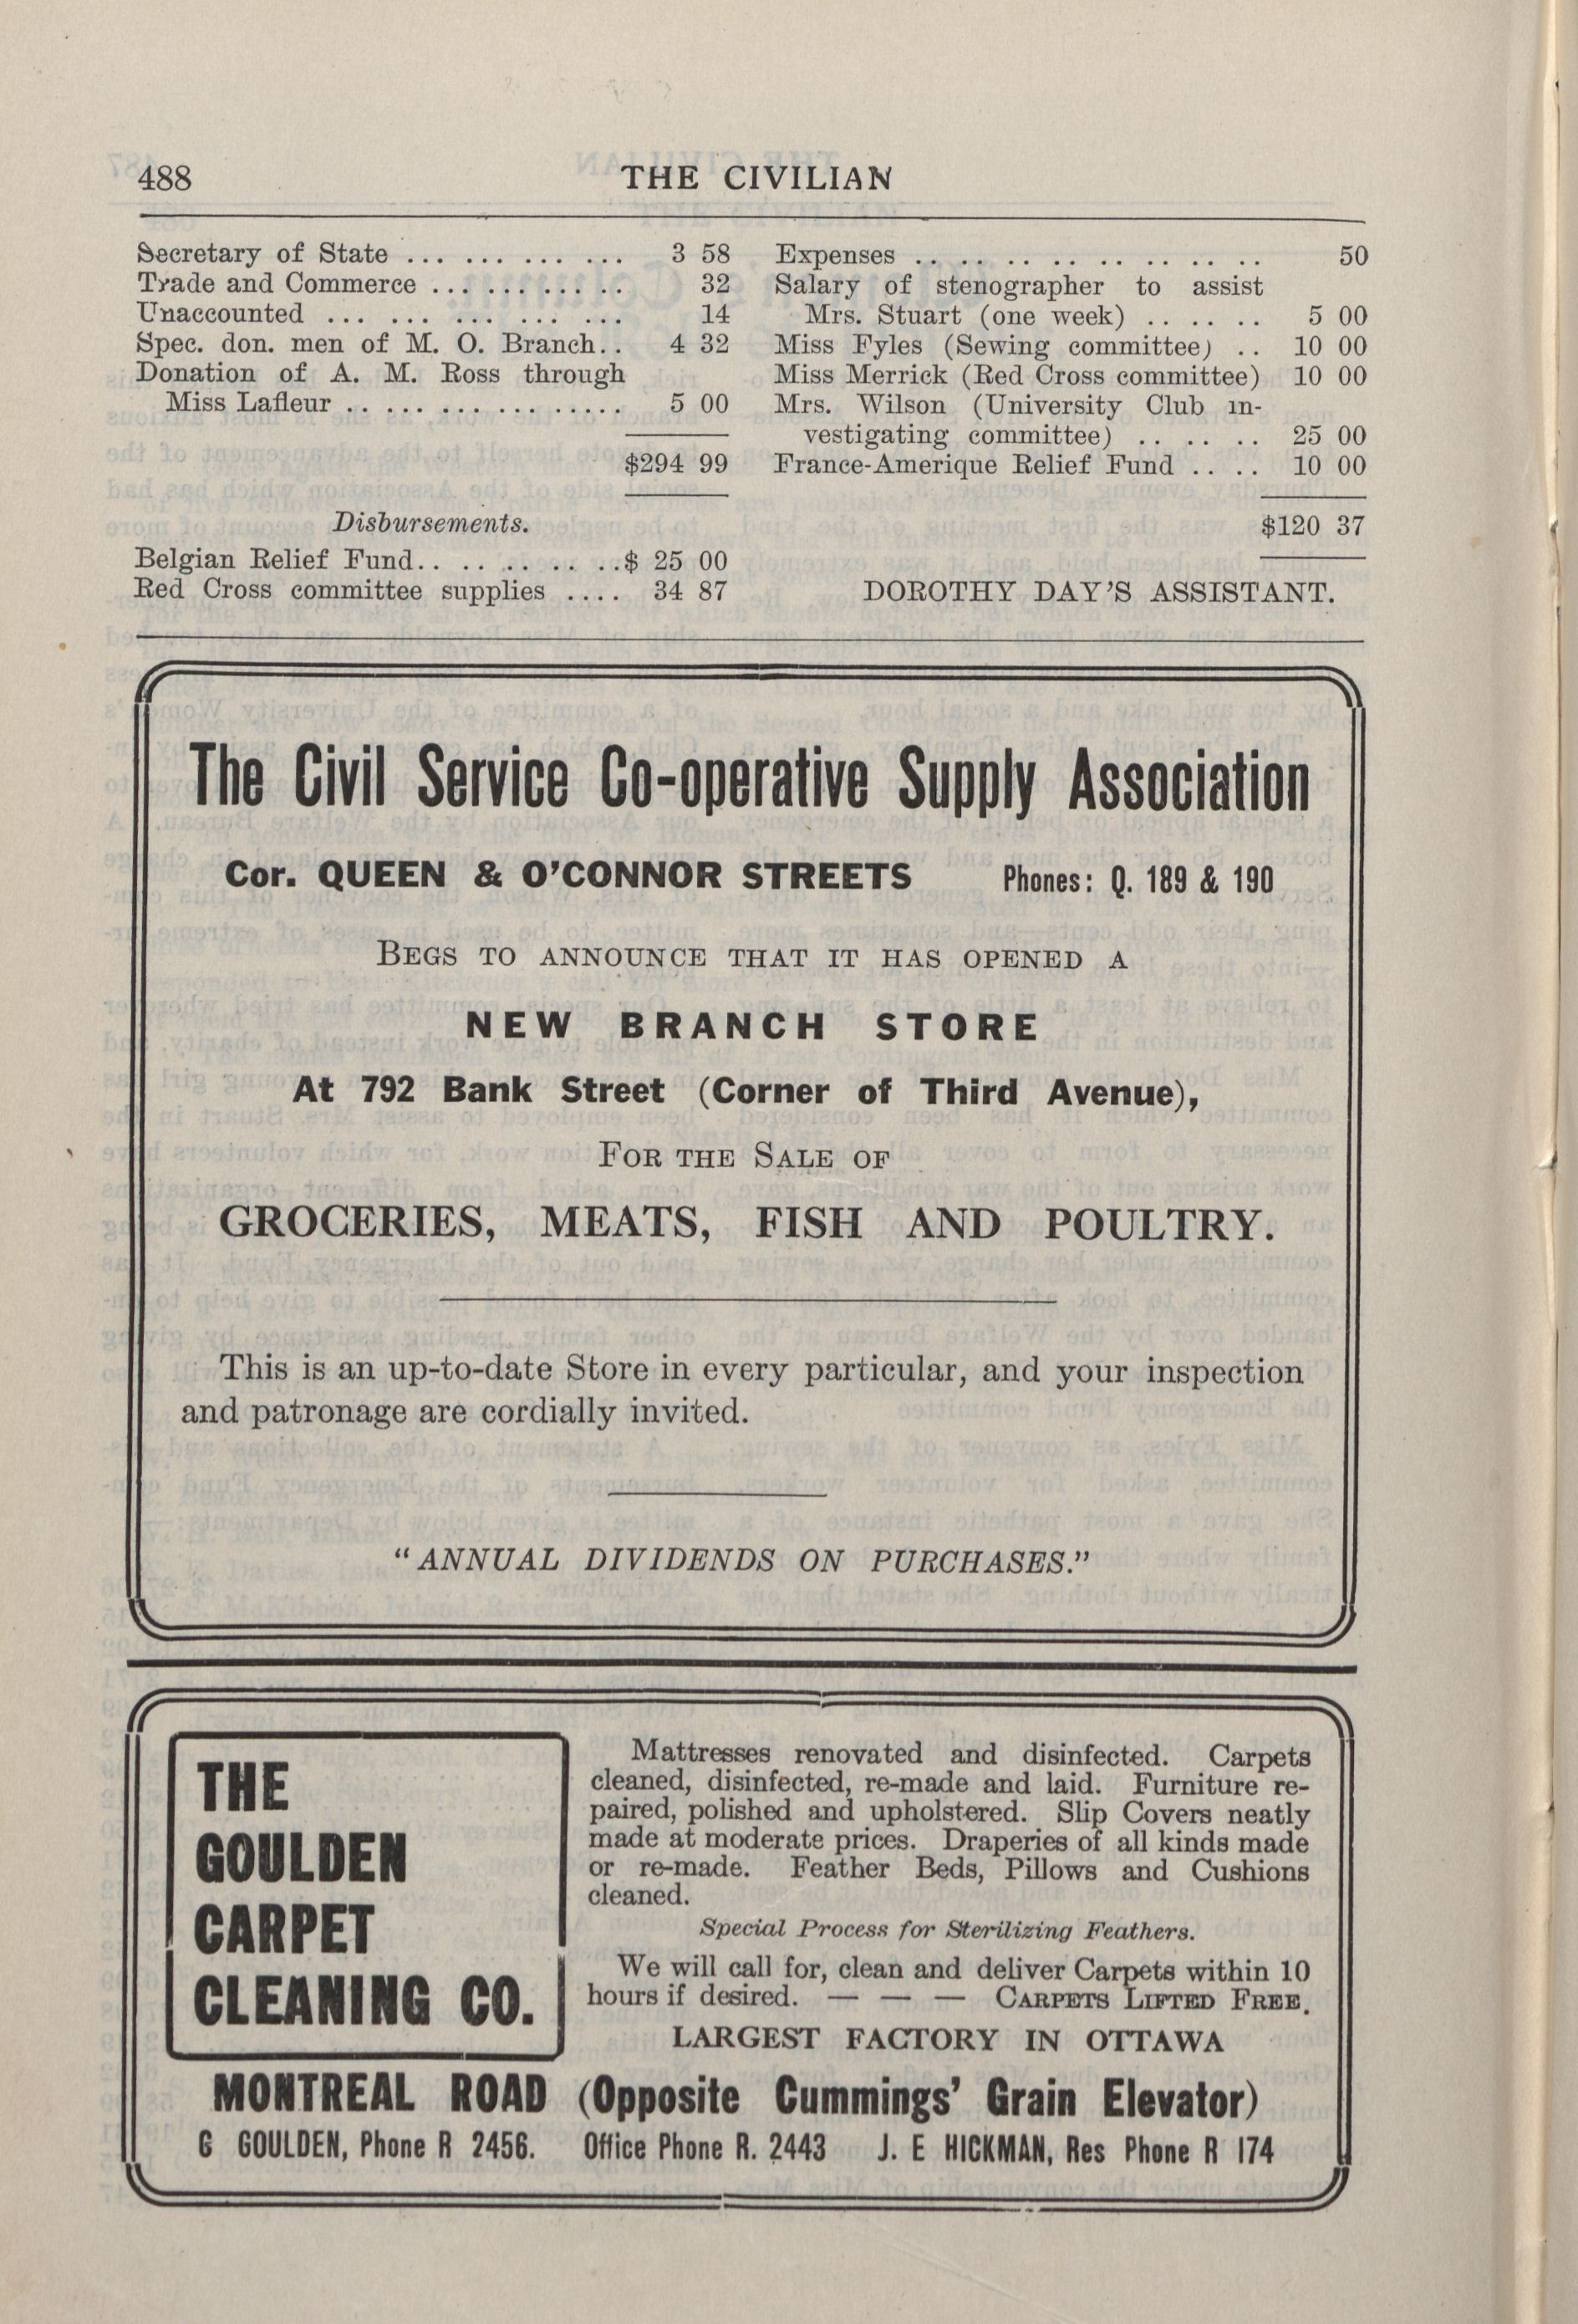 488 THE CIVILIAN
Secretary of State ... ... ... ... 3 58
Trade and Commerce ... ... ... .. 32
Unaccounted ... ... ... ... ... 14
Spec. don. men of M. O. Branch.. 4 32
Donation of A. M. Ross through
Miss Lafleur .. ... ... ... ..... 5 00
$294 99
Disbursements.
Belgian Relief Fund.. .. .. .. ..$ 25 00
Red Cross committee supplies .... 34 87
Expenses .. .. .. .. .. .. .. .. 50
Salary of stenographer to assist
Mrs. Stuart (one week) .. .. .. 5 00
Miss Fyles (Sewing committee) .. 10 00
Miss Merrick (Red Cross committee) 10 00
Mrs. Wilson (University Club in-
vestigating committee) .. .. .. 25 00
France-Amerique Relief Fund .. .. 10 00
$120 37
DOROTHY DAY'S ASSISTANT.
The Civil Service Co-operative Supply Association
Cor. QUEEN & O'CONNOR STREETS Phones: Q. 189 & 190
BEGS TO ANNOUNCE THAT IT HAS OPENED A
NEW BRANCH STORE
At 792 Bank Street (Corner of Third Avenue),
FOR THE SALE OF
GROCERIES, MEATS, FISH AND POULTRY.
This is an up-to-date Store in every particular, and your inspection
and patronage are cordially invited.
"ANNUAL DIVIDENDS ON PURCHASES."
THE
GOULDEN
CARPET
CLEANING CO.
Mattresses renovated and disinfected. Carpets
cleaned, disinfected, re-made and laid. Furniture re-
paired, polished and upholstered. Slip Covers neatly
made at moderate prices. Draperies of all kinds made
or re-made. Feather Beds, Pillows and Cushions
cleaned.
Special Process for Sterilizing Feathers.
We will call for, clean and deliver Carpets within 10
hours if desired. — — — CARPETS LIFTED FREE.
LARGEST FACTORY IN OTTAWA
MONTREAL ROAD (Opposite Cummings' Grain Elevator)
G GOULDEN, Phone R 2456. Office Phone R. 2443 J. E HICKMAN, Res Phone R 174